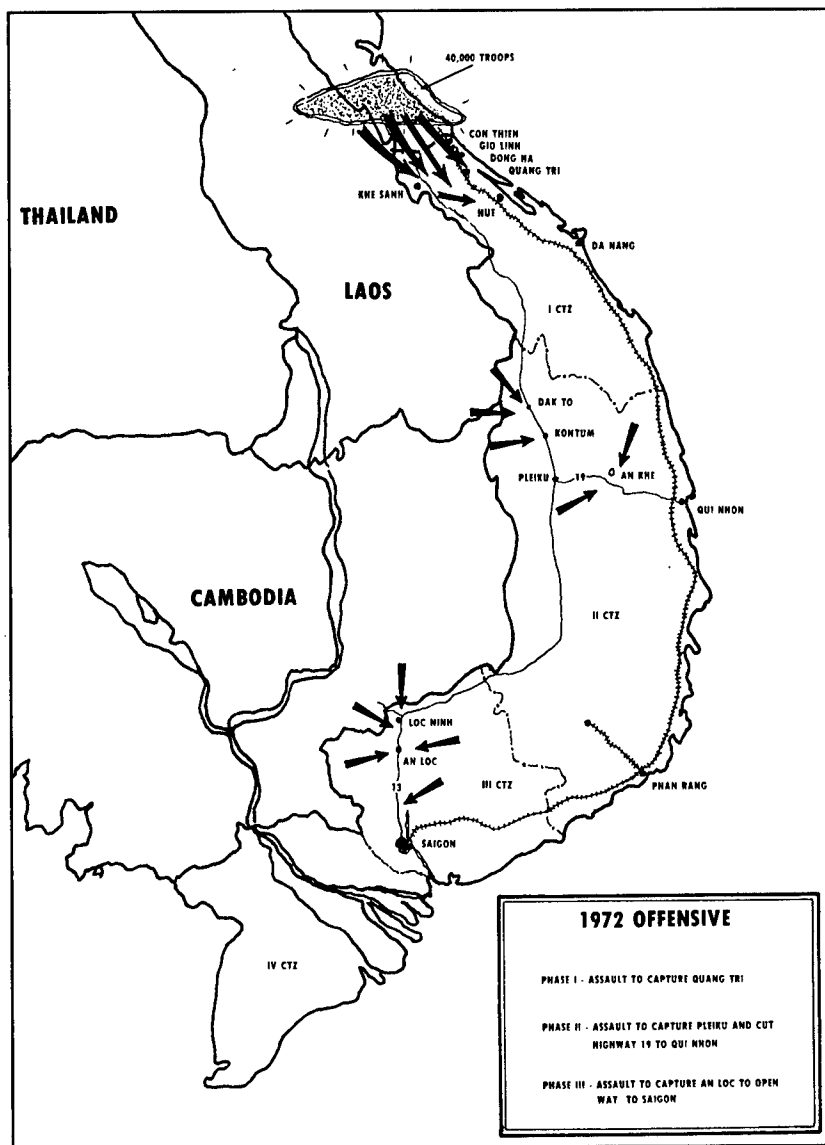 40,000 TROOPS
CON THIEN
GIO LINH
DONG HA
QUANG TRI
KHE SANH
HUE
THAILAND
DA NANG
LAOS
I CTZ
DAK TO
KONTUM
PLEIKU
19
AN KHE
QUI NHON
CAMBODIA
II CTZ
LOC NINH
AN LOC
13
III CTZ
PHAN RANG
SAIGON
IV CTZ
1972 OFFENSIVE
PHASE I - ASSAULT TO CAPTURE QUANG TRI
PHASE II - ASSAULT TO CAPTURE PLEIKU AND CUT
HIGHWAY 19 TO QUI NHON
PHASE III - ASSAULT TO CAPTURE AN LOC TO OPEN
WAY TO SAIGON